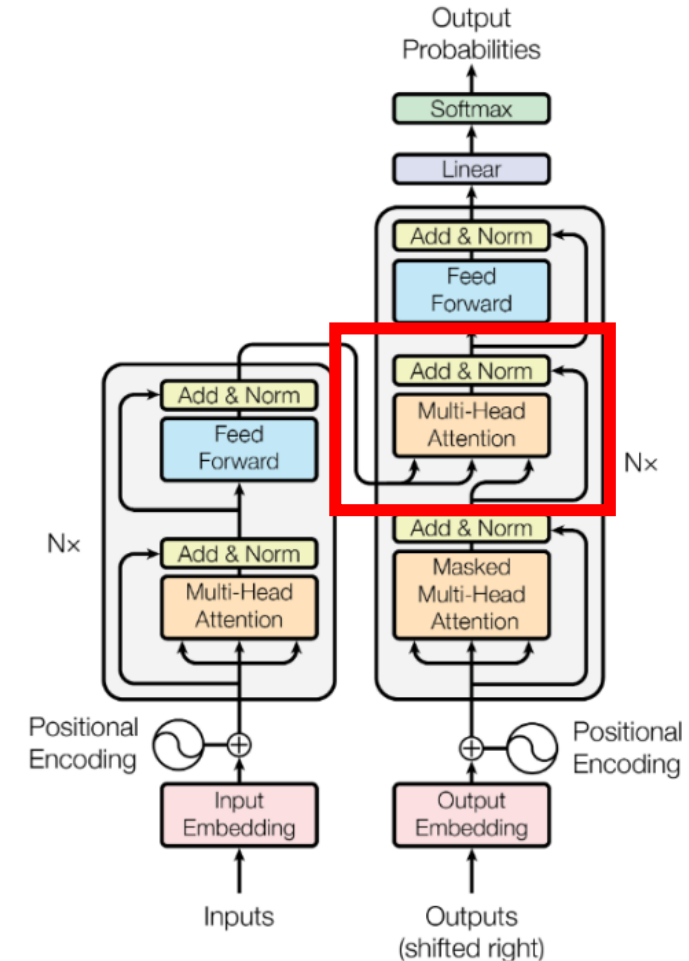 Output
Probabilities
Softmax
Linear
Add & Norm
Feed
Forward
Add & Norm
Multi-Head
Attention
Nx
Add & Norm
Masked
Multi-Head
Attention
Add & Norm
Feed
Forward
Nx
Add & Norm
Multi-Head
Attention
Positional
Encoding
Positional
Encoding
Input
Embedding
Output
Embedding
Inputs
Outputs
(shifted right)